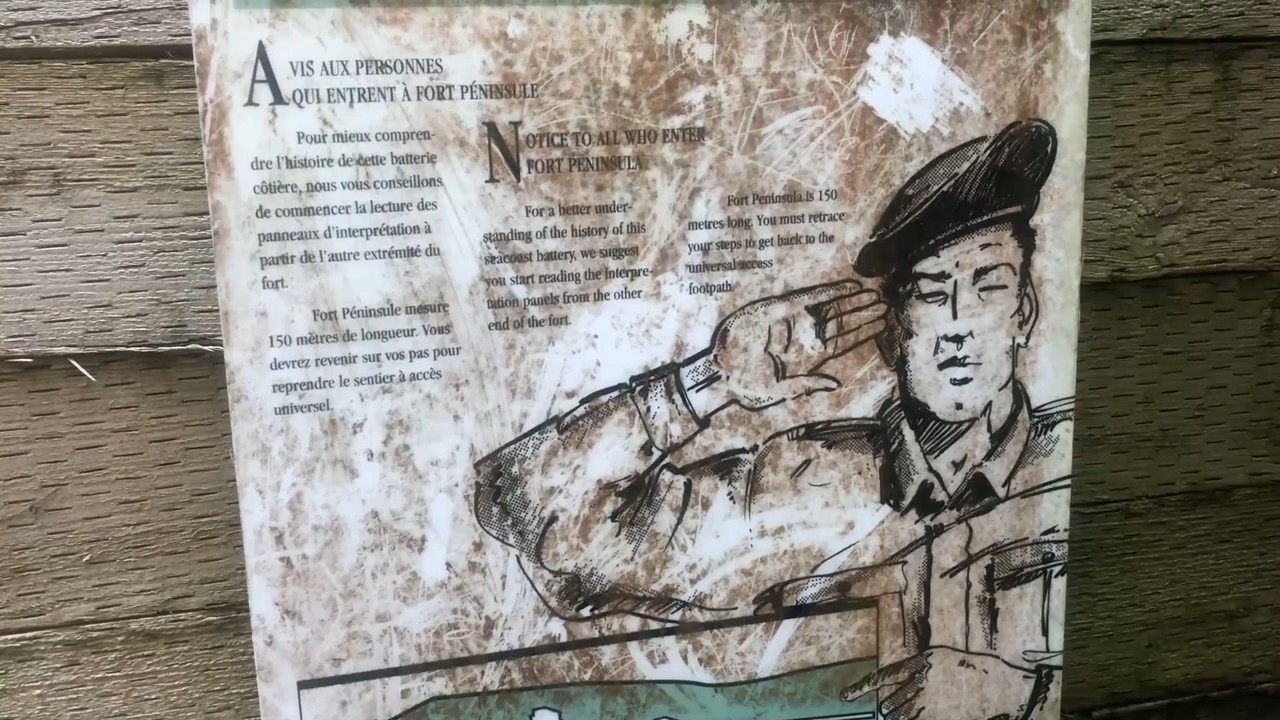 AVIS AUX PERSONNES
QUI ENTRENT À FORT PÉNINSULE
Pour mieux compren-
dre l'histoire de cette batterie
côtière, nous vous conseillons
de commencer la lecture des
panneaux d'interprétation à
partir de l'autre extrémité du
fort.
Fort Péninsule mesure
150 mètres de longueur. Vous
devrez revenir sur vos pas pour
reprendre le sentier à accès
universel.
NOTICE TO ALL WHO ENTER
FORT PENINSULA
For a better under-
standing of the history of this
seacoast battery, we suggest
you start reading the interpre-
tation panels from the other
end of the fort.
Fort Peninsula is 150
metres long. You must retrace
your steps to get back to the
universal access
footpath.